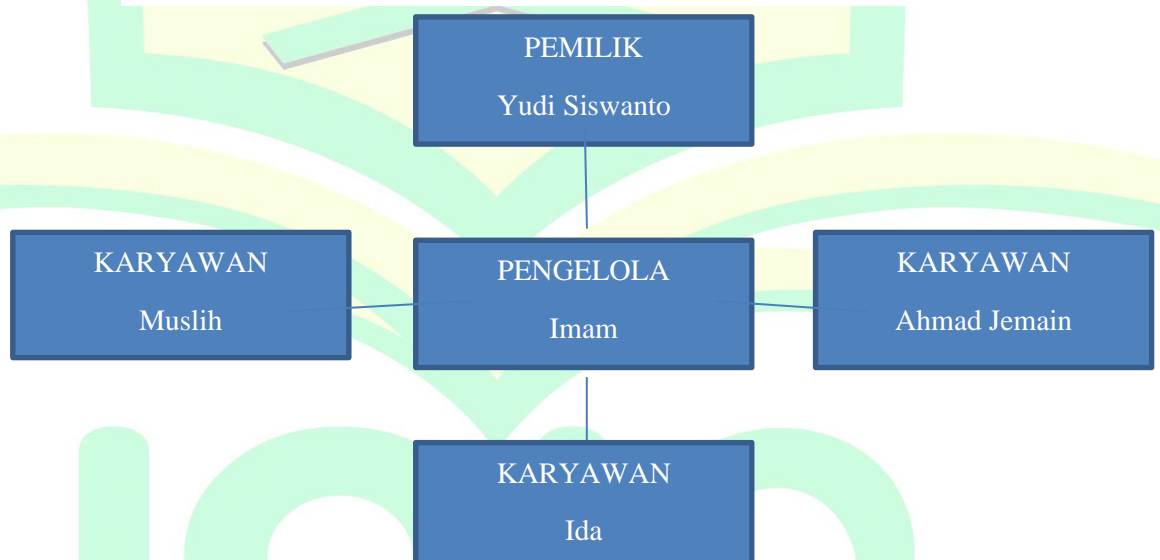 PEMILIK
Yudi Siswanto
KARYAWAN
Muslih
PENGELOLA
Imam
KARYAWAN
Ahmad Jemain
KARYAWAN
Ida